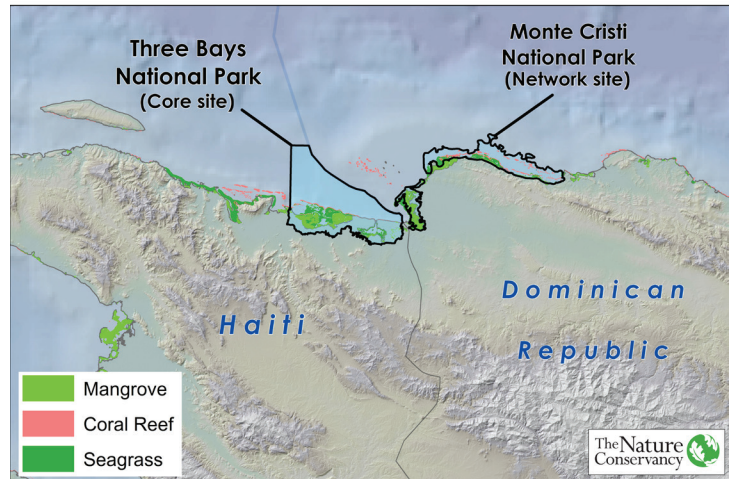 Three Bays
National Park
(Core site)
Monte Cristi
National Park
(Network site)
Haiti
Dominican
Republic
Mangrove
Coral Reef
Seagrass
The Nature
Conservancy